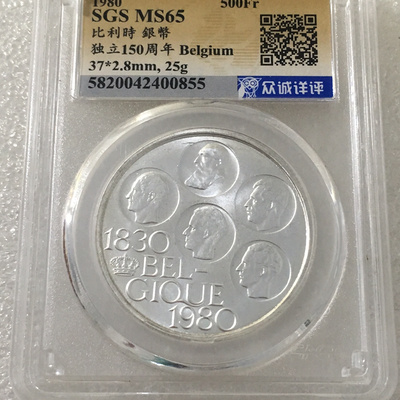 1980 500Fr
SGS MS65
比利時 銀幣
独立150周年 Belgium
37*2.8mm, 25g
5820042400855
众诚详评
1830
BEL-
GIQUE
1980